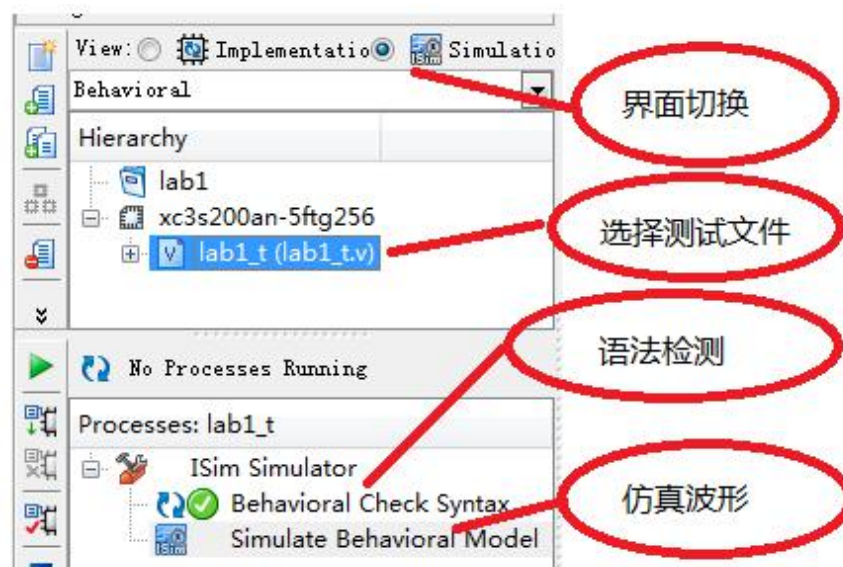 View: Implementatio Simulatio
界面切换
Behavioral
Hierarchy
lab1
xc3s200an-5ftg256
选择测试文件
lab1_t (lab1_t.v)
语法检测
No Processes Running
Processes: lab1_t
ISim Simulator
Behavioral Check Syntax
仿真波形
Simulate Behavioral Model